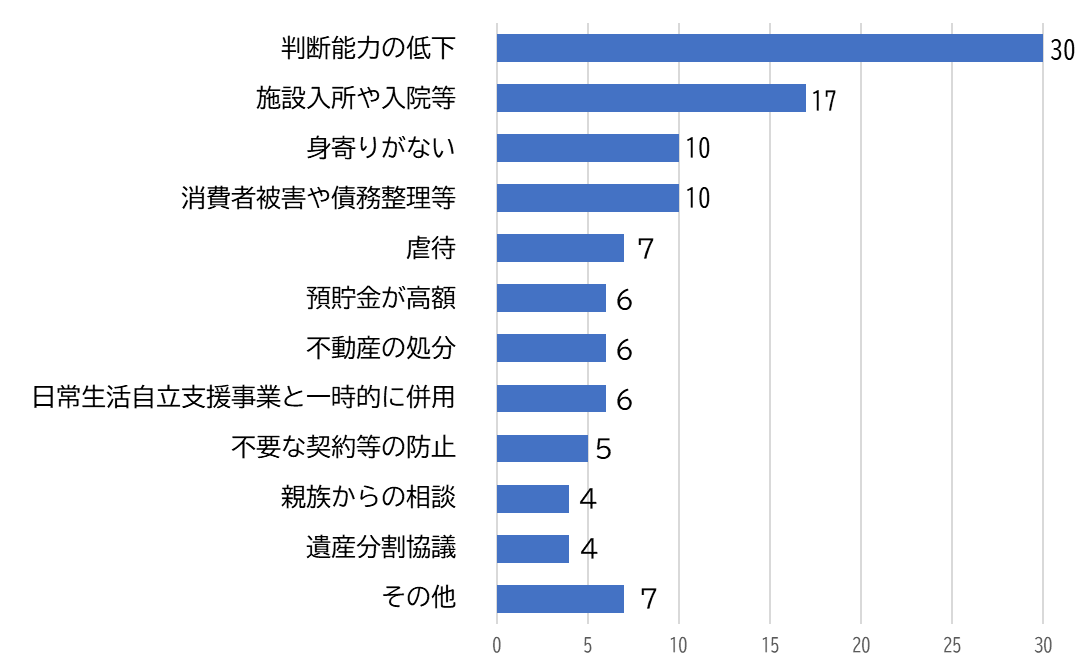 判断能力の低下 30
施設入所や入院等 17
身寄りがない 10
消費者被害や債務整理等 10
虐待 7
預貯金が高額 6
不動産の処分 6
日常生活自立支援事業と一時的に併用 6
不要な契約等の防止 5
親族からの相談 4
遺産分割協議 4
その他 7
0 5 10 15 20 25 30